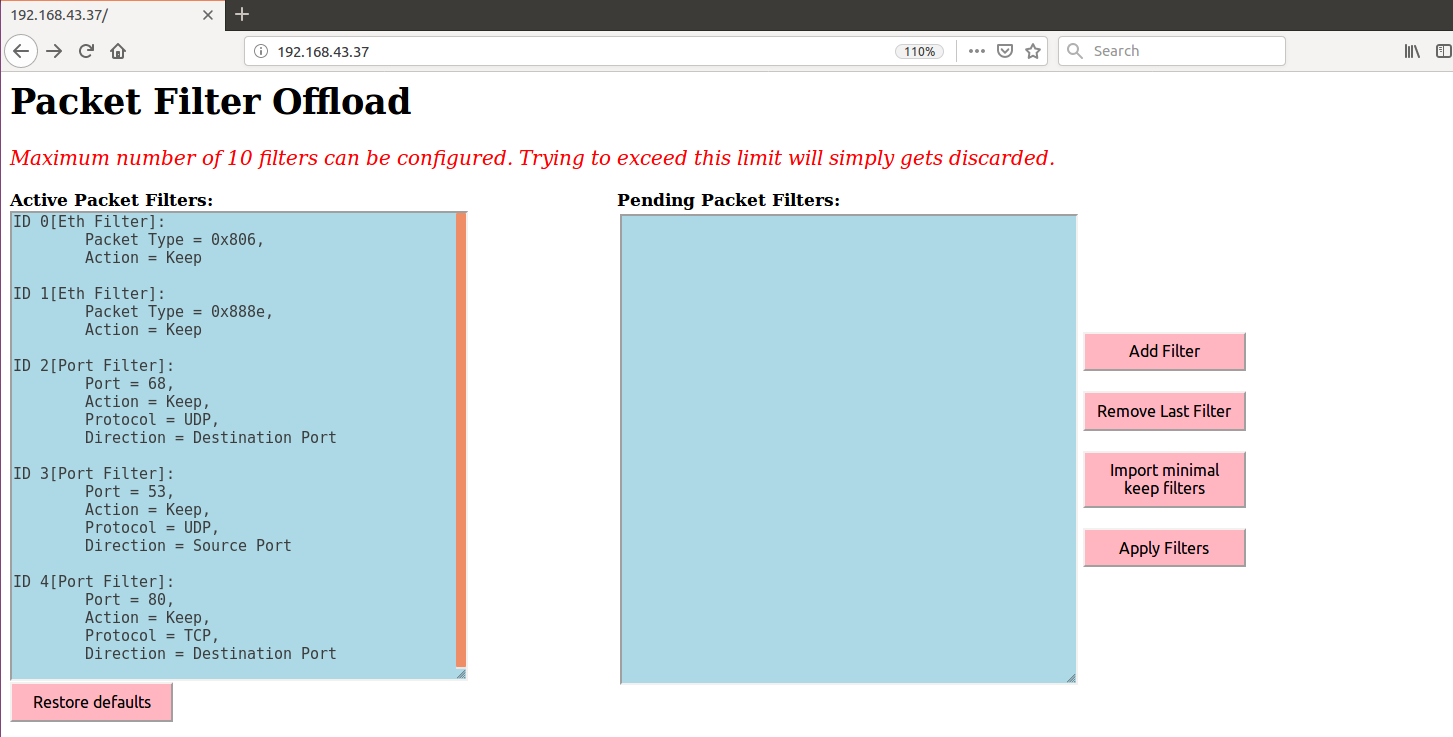 192.168.43.37/
192.168.43.37
110%
Search
Packet Filter Offload
Maximum number of 10 filters can be configured. Trying to exceed this limit will simply gets discarded.
Active Packet Filters:
ID 0[Eth Filter]:
Packet Type = 0x806,
Action = Keep
ID 1[Eth Filter]:
Packet Type = 0x888e,
Action = Keep
ID 2[Port Filter]:
Port = 68,
Action = Keep,
Protocol = UDP,
Direction = Destination Port
ID 3[Port Filter]:
Port = 53,
Action = Keep,
Protocol = UDP,
Direction = Source Port
ID 4[Port Filter]:
Port = 80,
Action = Keep,
Protocol = TCP,
Direction = Destination Port
Restore defaults
Pending Packet Filters:
Add Filter
Remove Last Filter
Import minimal
keep filters
Apply Filters